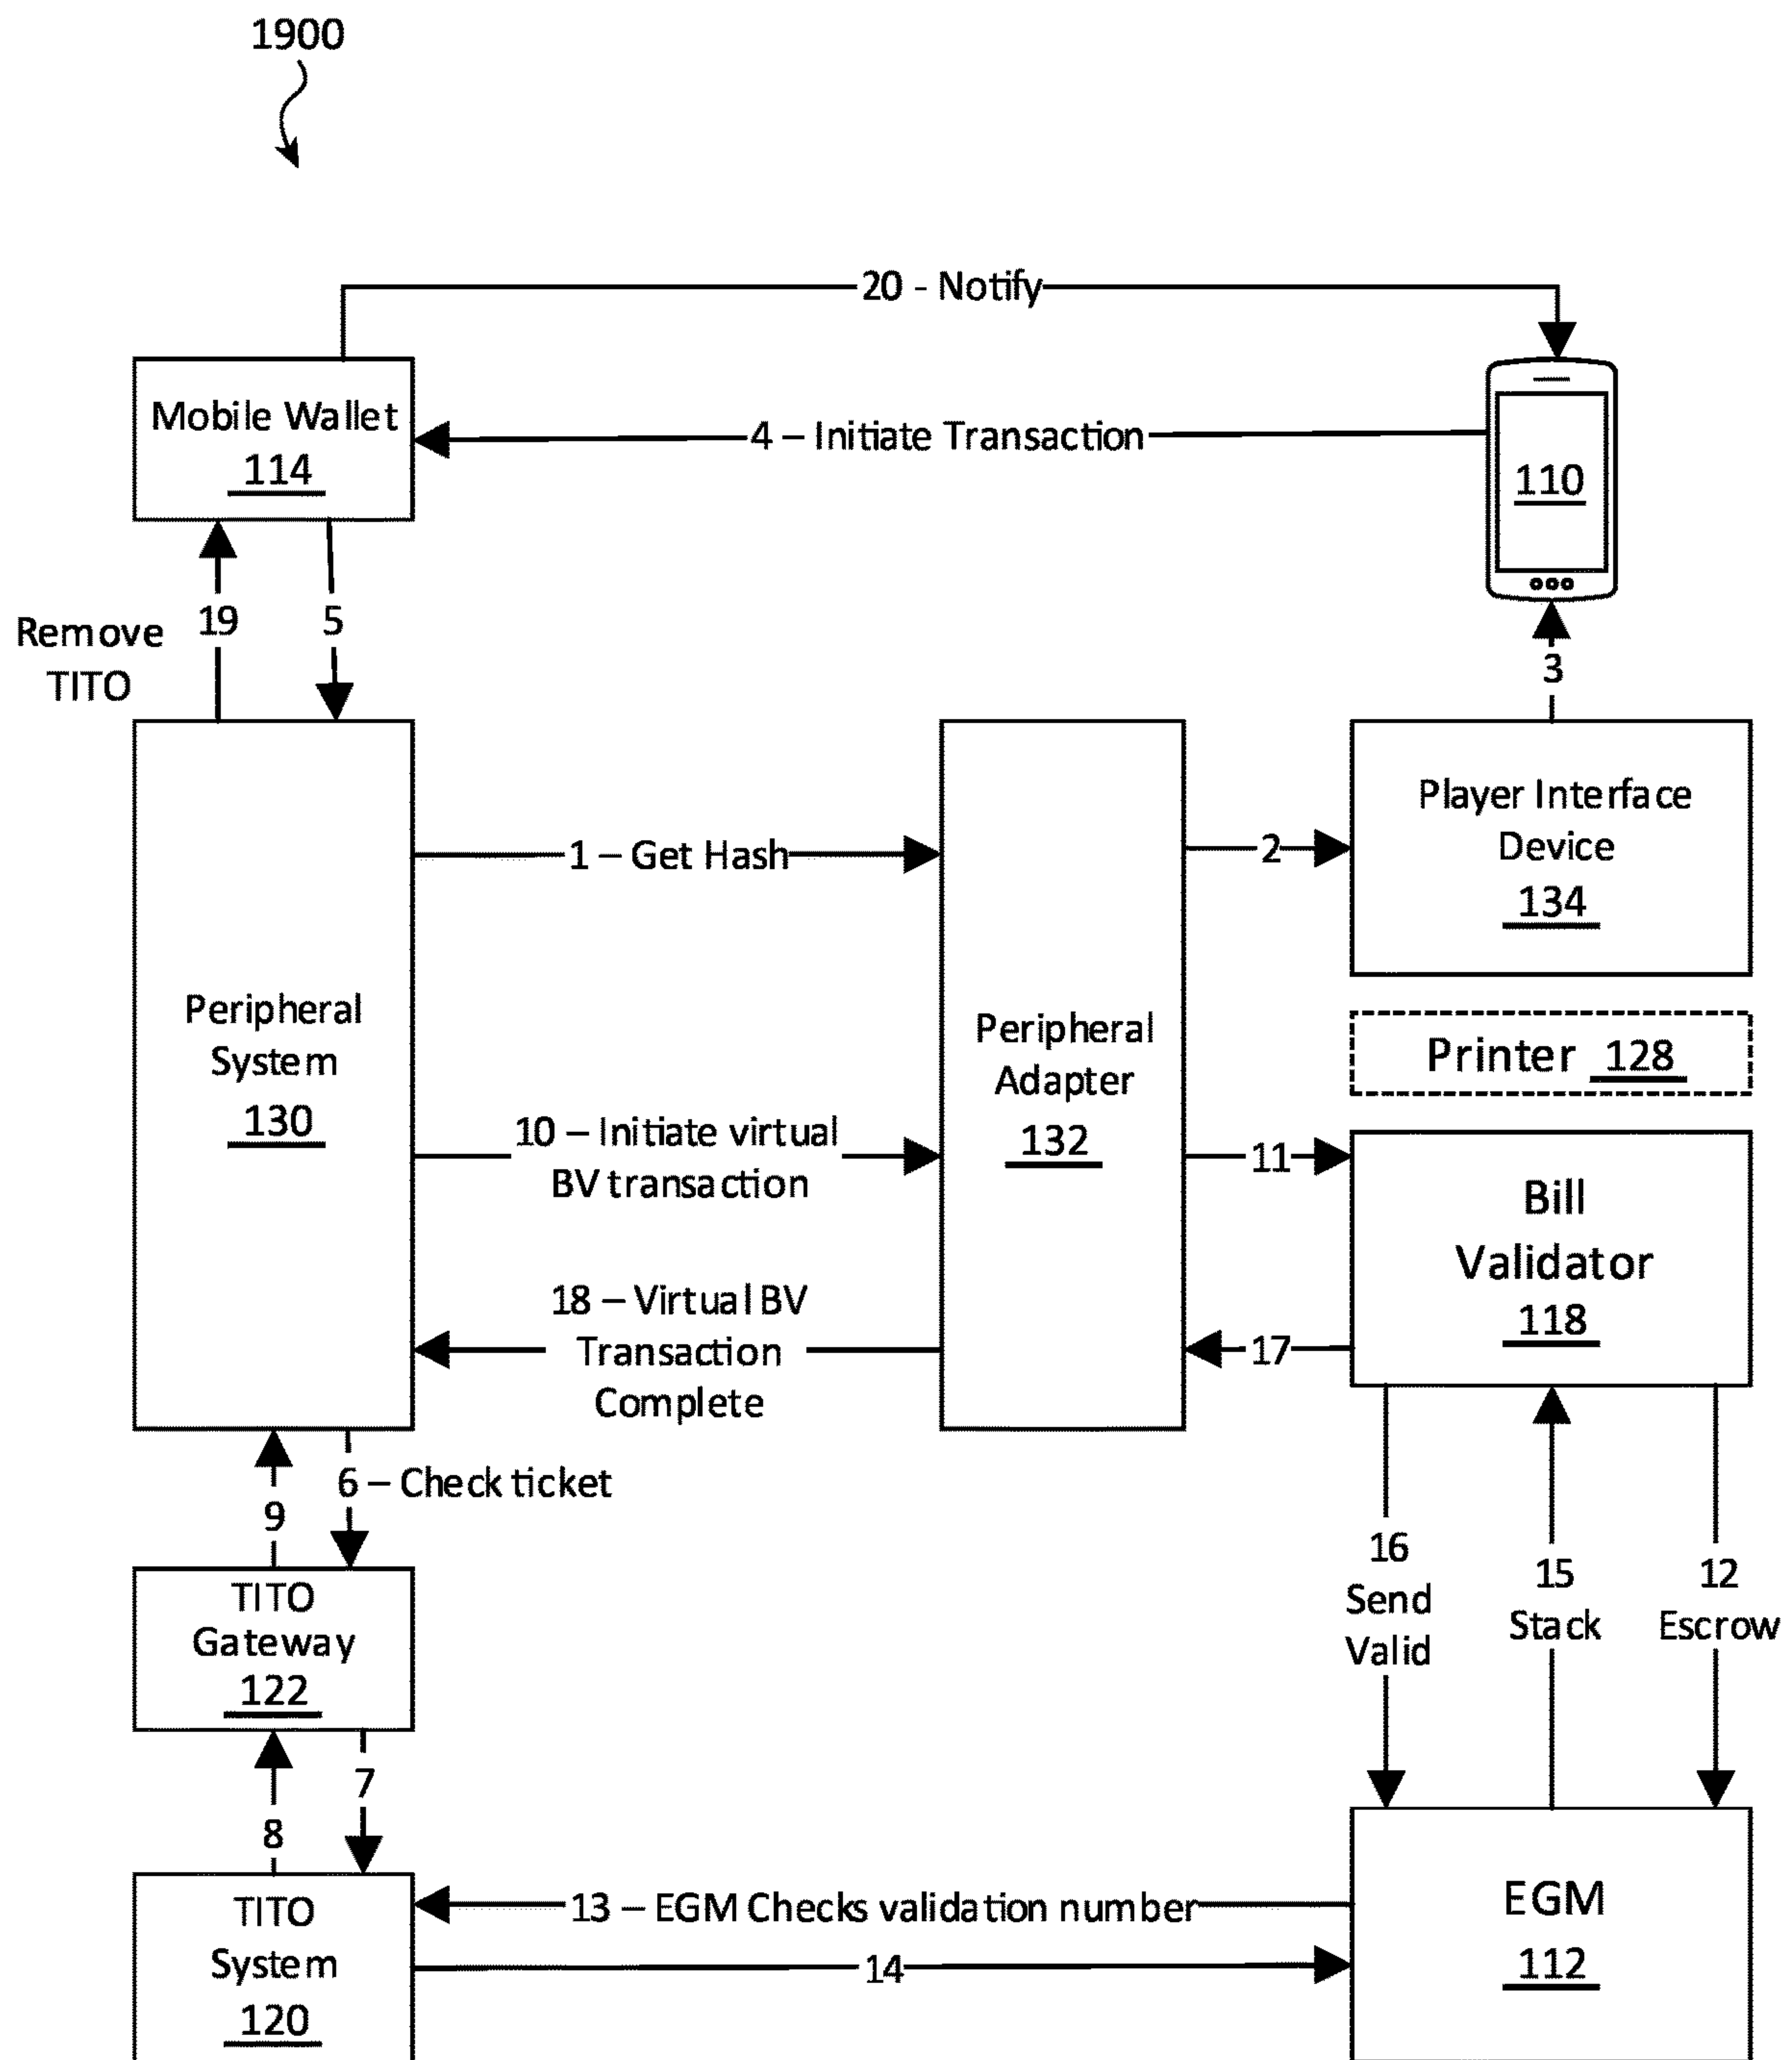 1900
20 - Notify
Mobile Wallet
114
4 – Initiate Transaction
110
19
5
Remove
TITO
3
1 – Get Hash
2
Player Interface
Device
134
Peripheral
System
130
Peripheral
Adapter
132
Printer 128
10 – Initiate virtual
BV transaction
11
Bill
Validator
118
18 – Virtual BV
Transaction
Complete
17
6 – Check ticket
9
16
Send
Valid
15
Stack
12
Escrow
TITO
Gateway
122
7
8
TITO
System
120
13 – EGM Checks validation number
14
EGM
112